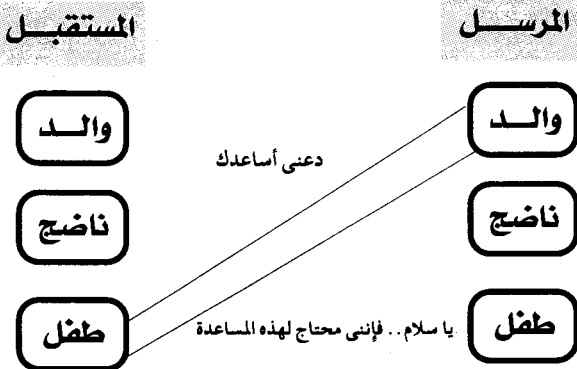 المرسل
المستقبل
والد
والد
دعنى أساعدك
ناضج
ناضج
طفل
يا سلام.. فإننى محتاج لهذه المساعدة
طفل